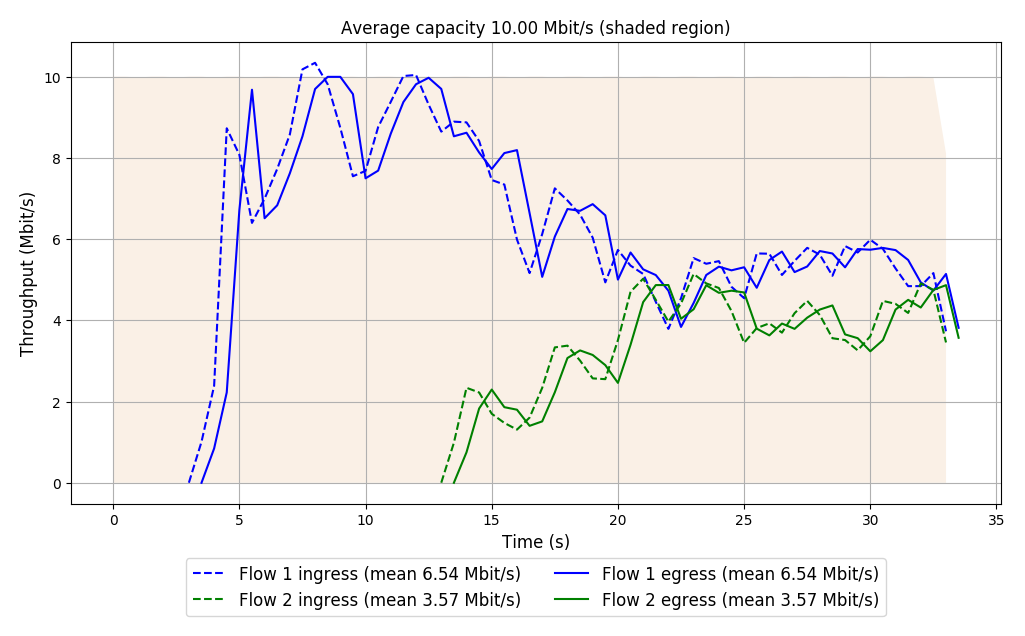 Average capacity 10.00 Mbit/s (shaded region)
Throughput (Mbit/s)
10
8
6
4
2
0
0 5 10 15 20 25 30 35
Time (s)
Flow 1 ingress (mean 6.54 Mbit/s) Flow 1 egress (mean 6.54 Mbit/s)
Flow 2 ingress (mean 3.57 Mbit/s) Flow 2 egress (mean 3.57 Mbit/s)